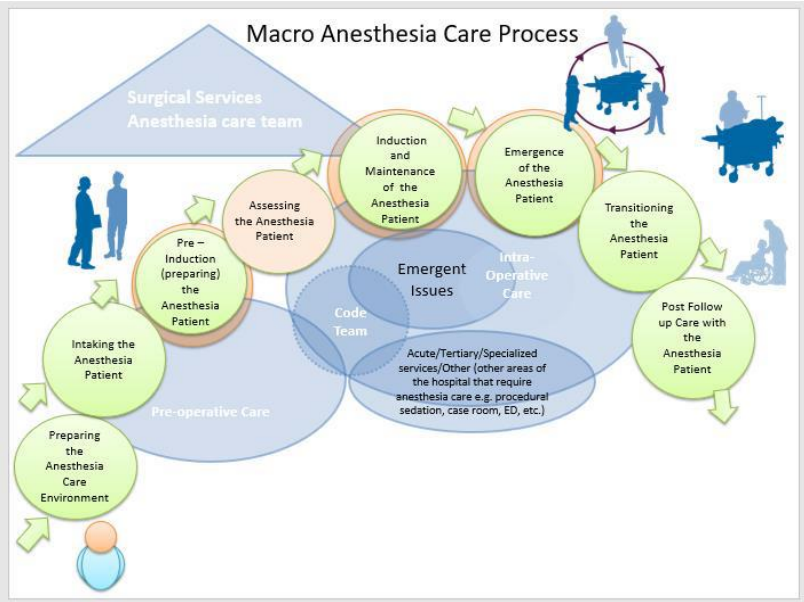 Macro Anesthesia Care Process
Surgical Services
Anesthesia care team
Preparing
the
Anesthesia
Care
Environment
Intaking the
Anesthesia
Patient
Pre –
Induction
(preparing)
the
Anesthesia
Patient
Assessing
the Anesthesia
Patient
Induction
and
Maintenance
of the
Anesthesia
Patient
Emergence
of the
Anesthesia
Patient
Transitioning
the
Anesthesia
Patient
Post Follow
up Care with
the
Anesthesia
Patient
Pre-operative Care
Emergent
Issues
Intra-
Operative
Care
Code
Team
Acute/Tertiary/Specialized
services/Other (other areas of
the hospital that require
anesthesia care e.g. procedural
sedation, case room, ED, etc.)